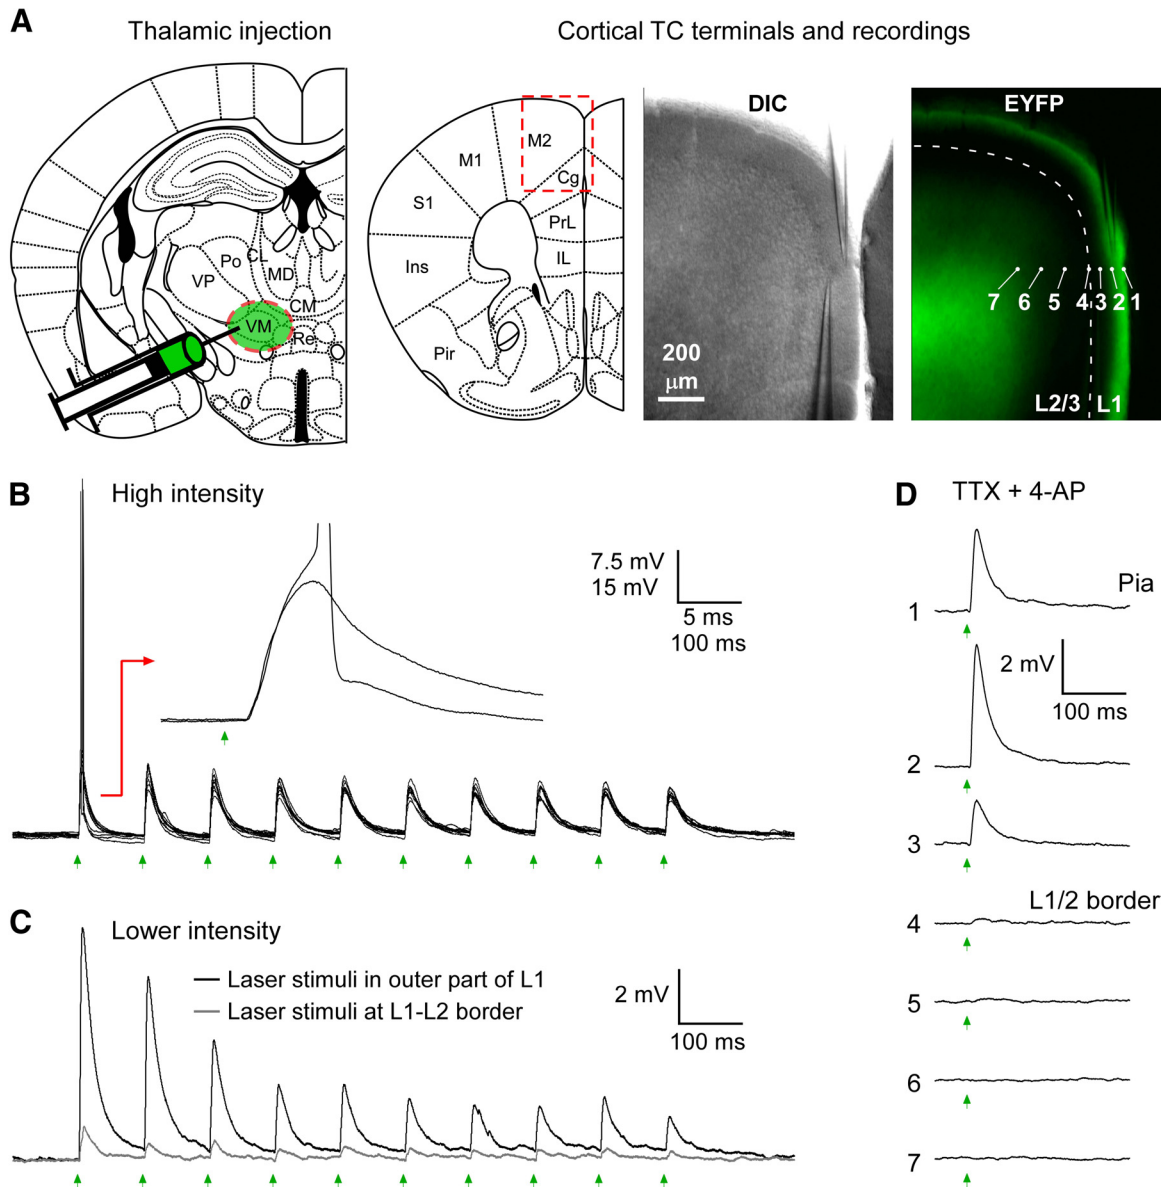 A
Thalamic injection
Cortical TC terminals and recordings
Po
CL
MD
VP
CM
VM
Re
M2
M1
Cg
S1
PrL
Ins
IL
Pir
DIC
200
µm
EYFP
7 6 5 4 3 2 1
L2/3 L1
B
High intensity
7.5 mV
15 mV
5 ms
100 ms
C
Lower intensity
Laser stimuli in outer part of L1
Laser stimuli at L1-L2 border
2 mV
100 ms
D
TTX + 4-AP
Pia
1
2 mV
100 ms
2
3
L1/2 border
4
5
6
7